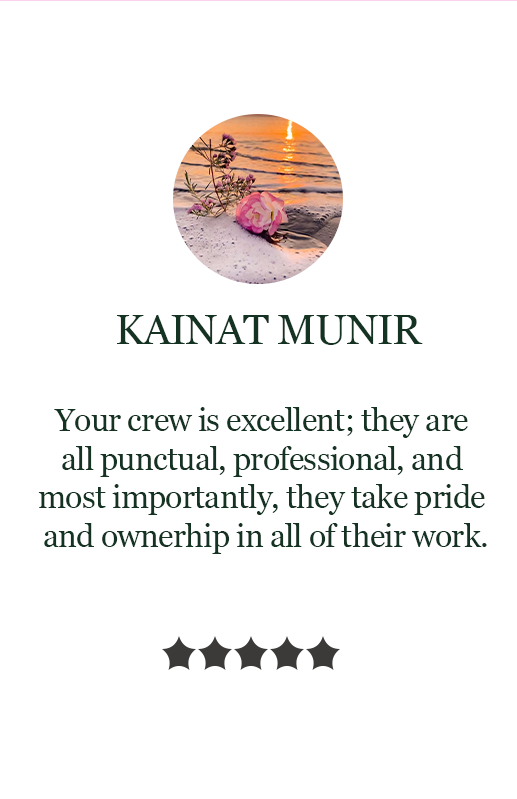 KAINAT MUNIR
Your crew is excellent; they are
all punctual, professional, and
most importantly, they take pride
and ownerhip in all of their work.